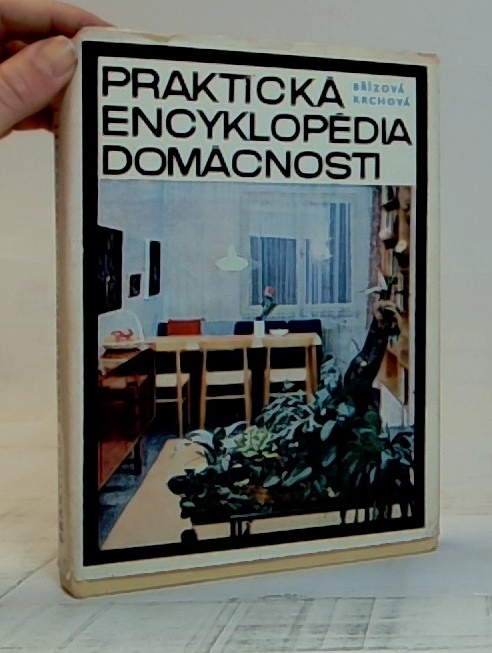 PRAKTICKÁ
BŘÍZOVÁ
KRCHOVÁ
ENCYKLOPÉDIA
DOMÁCNOSTI